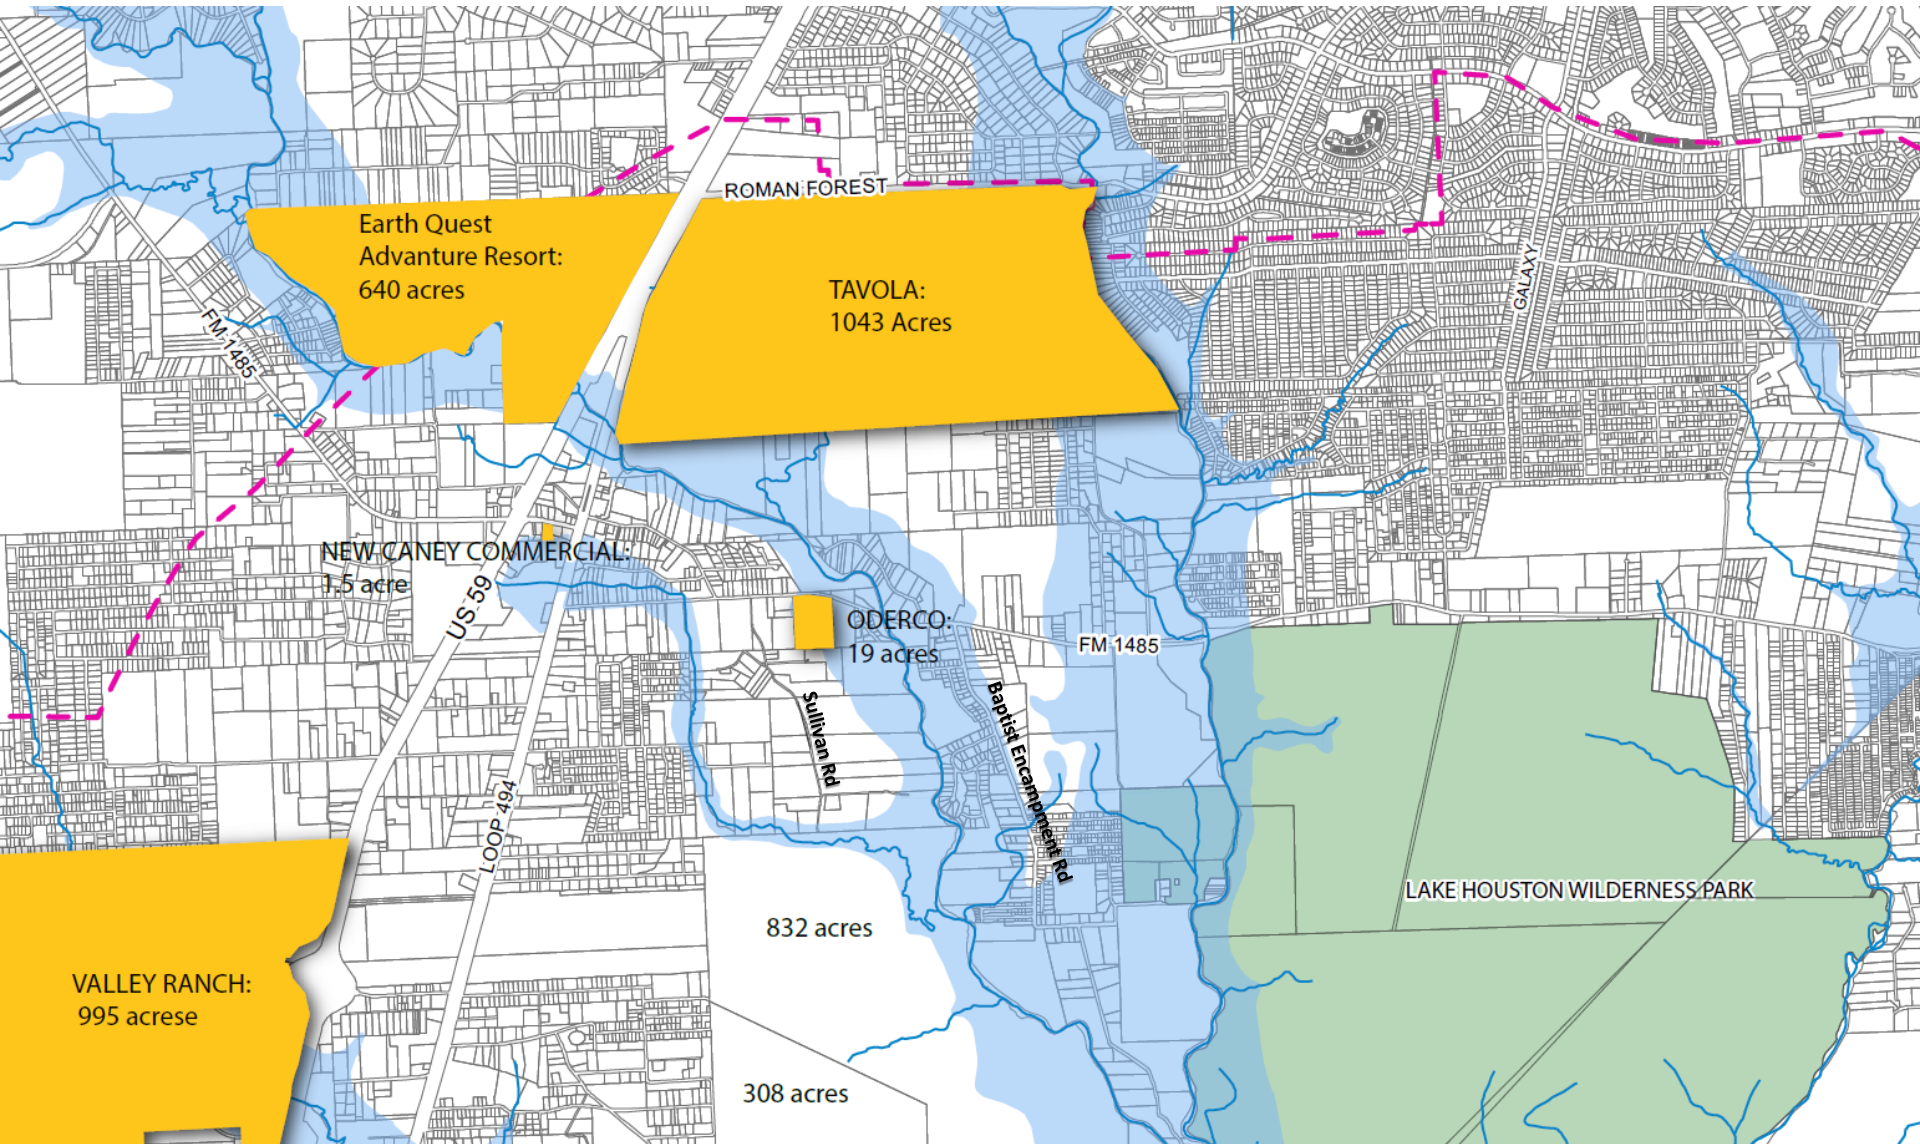 ROMAN FOREST
Earth Quest
Advanture Resort:
640 acres
TAVOLA:
1043 Acres
GALAXY
FM 1485
NEW CANEY COMMERCIAL:
1.5 acre
US 59
ODERCO:
19 acres
FM 1485
Sullivan Rd
Baptist Encampment Rd
LOOP 494
LAKE HOUSTON WILDERNESS PARK
832 acres
VALLEY RANCH:
995 acrese
308 acres